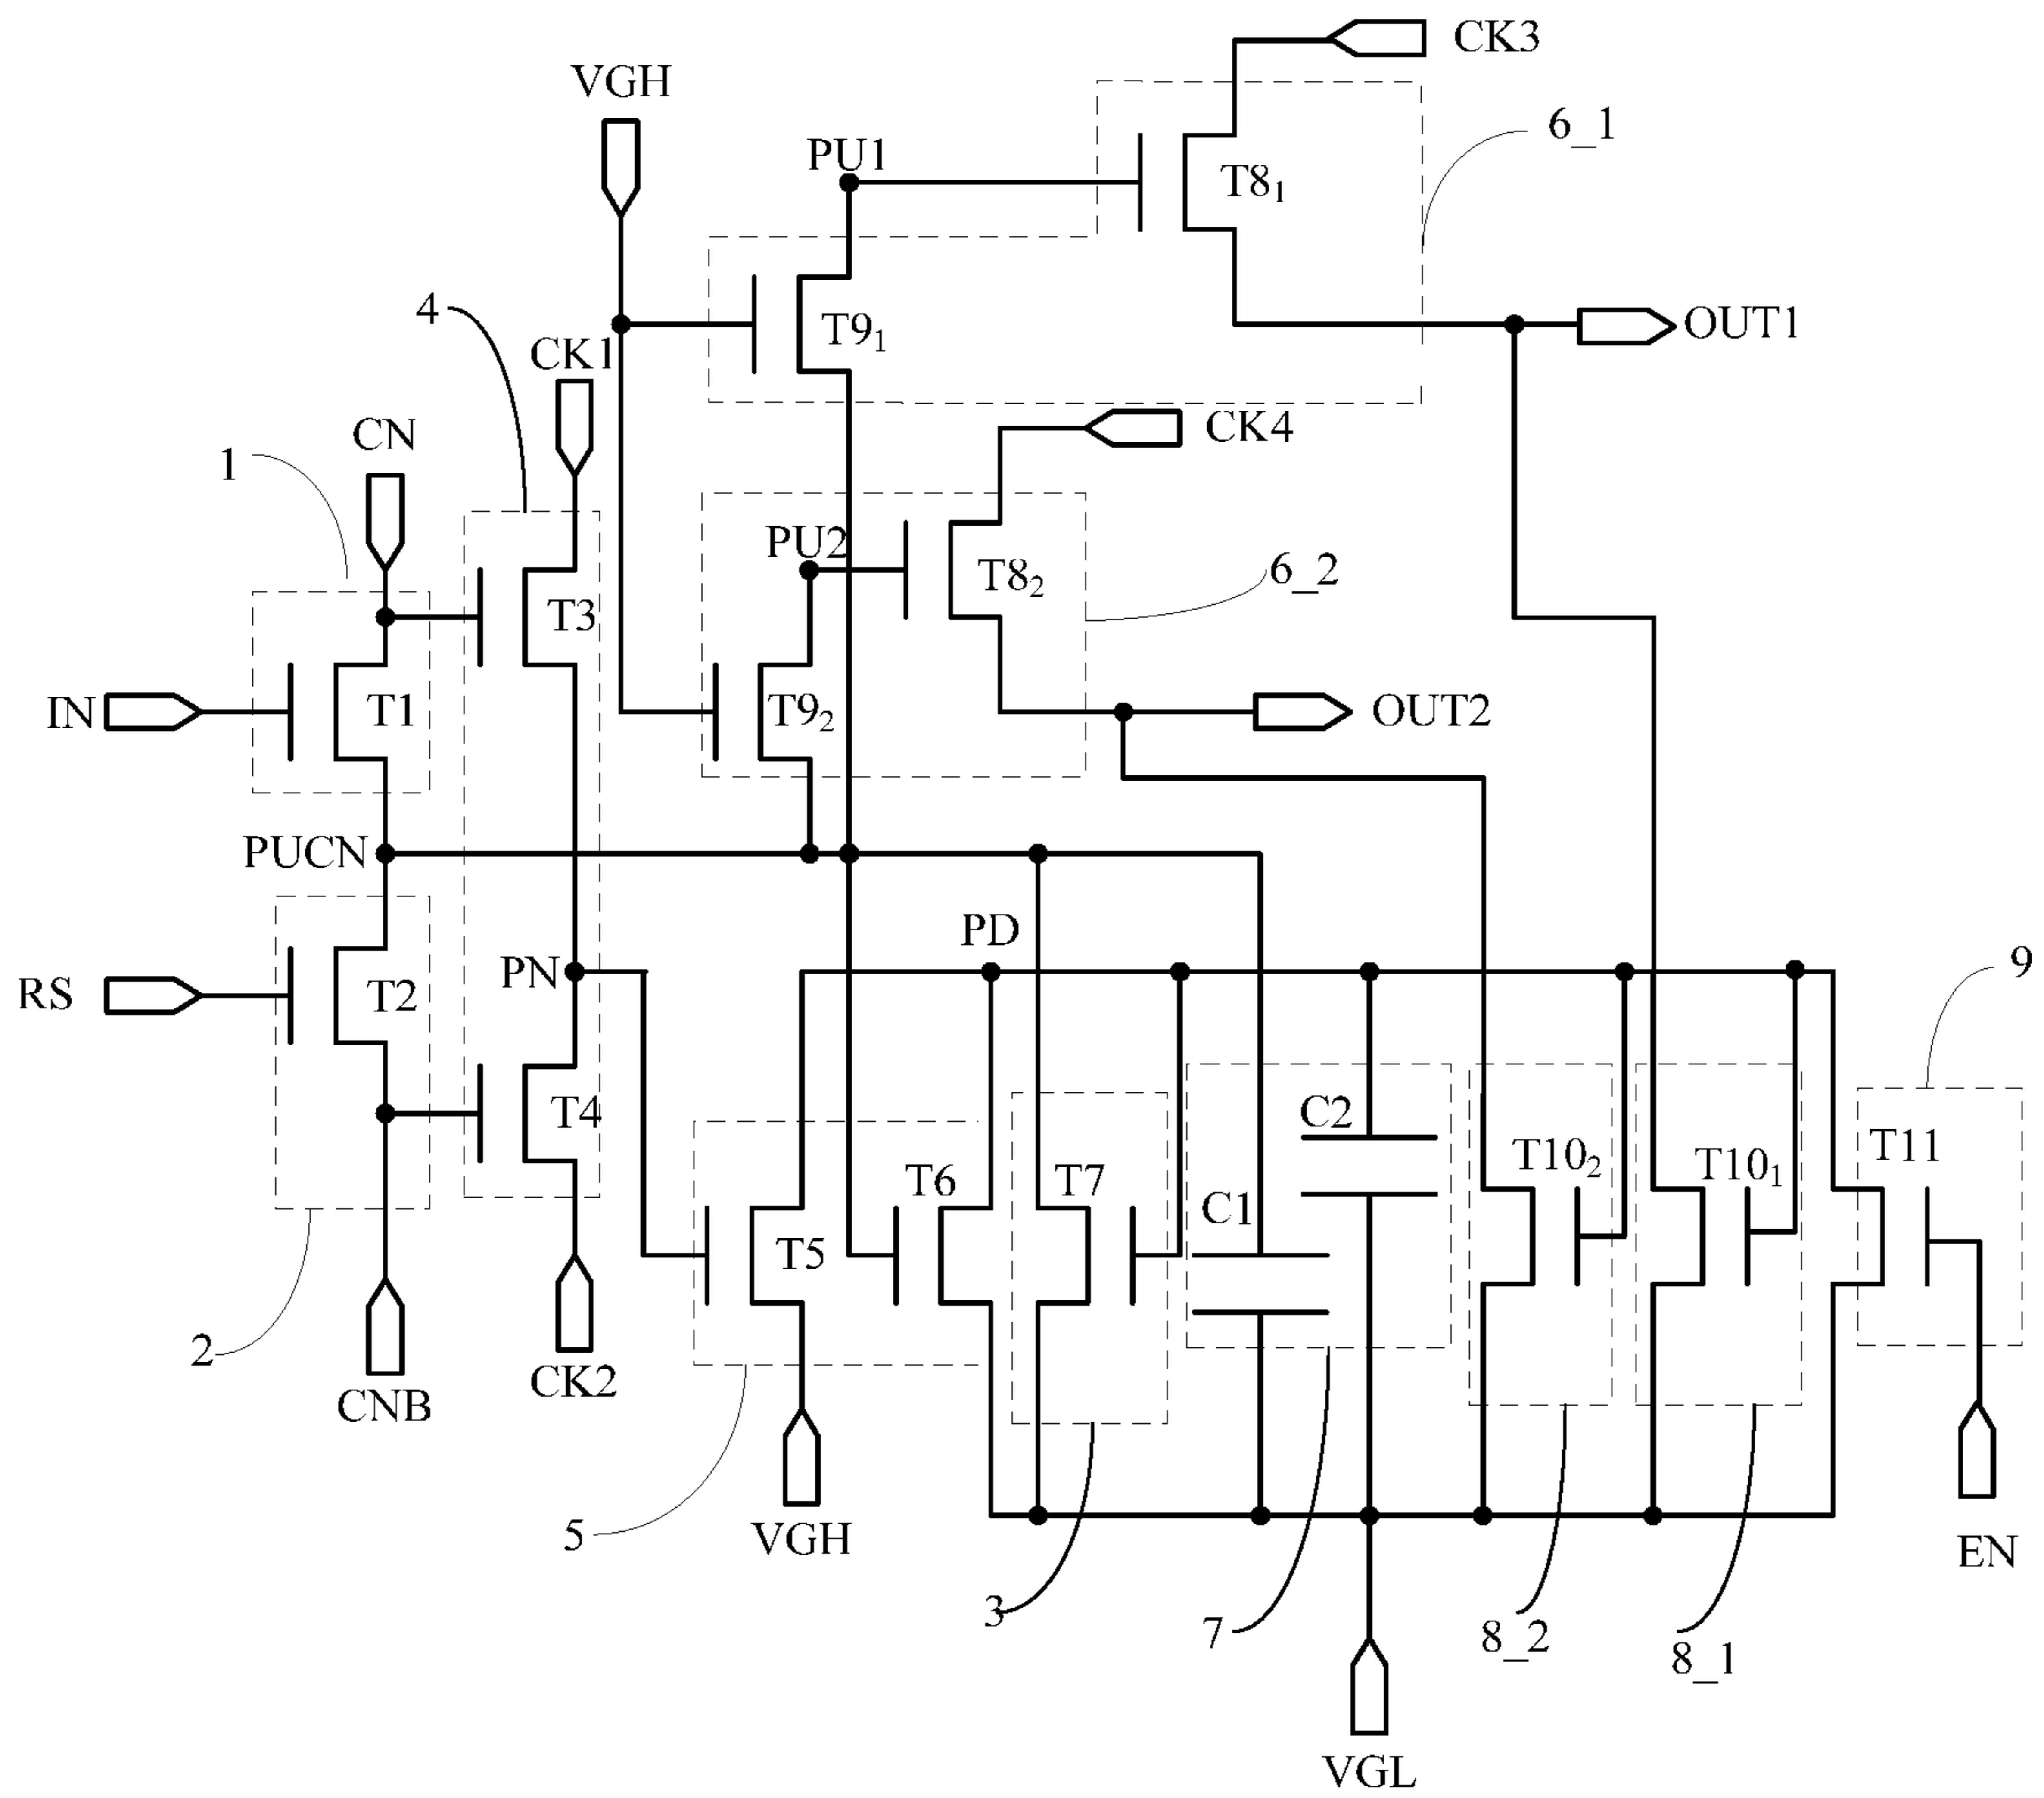 CK3
VGH
6_1
PU1
T8₁
4
T9₁
OUT1
CK1
CN
CK4
1
PU2
6_2
T8₂
T3
IN
T1
T9₂
OUT2
PUCN
PD
9
PN
RS
T2
C2
T4
T11
T10₂
T10₁
T6
T7
C1
T5
2
CK2
CNB
5
VGH
EN
3
7
8_2
8_1
VGL